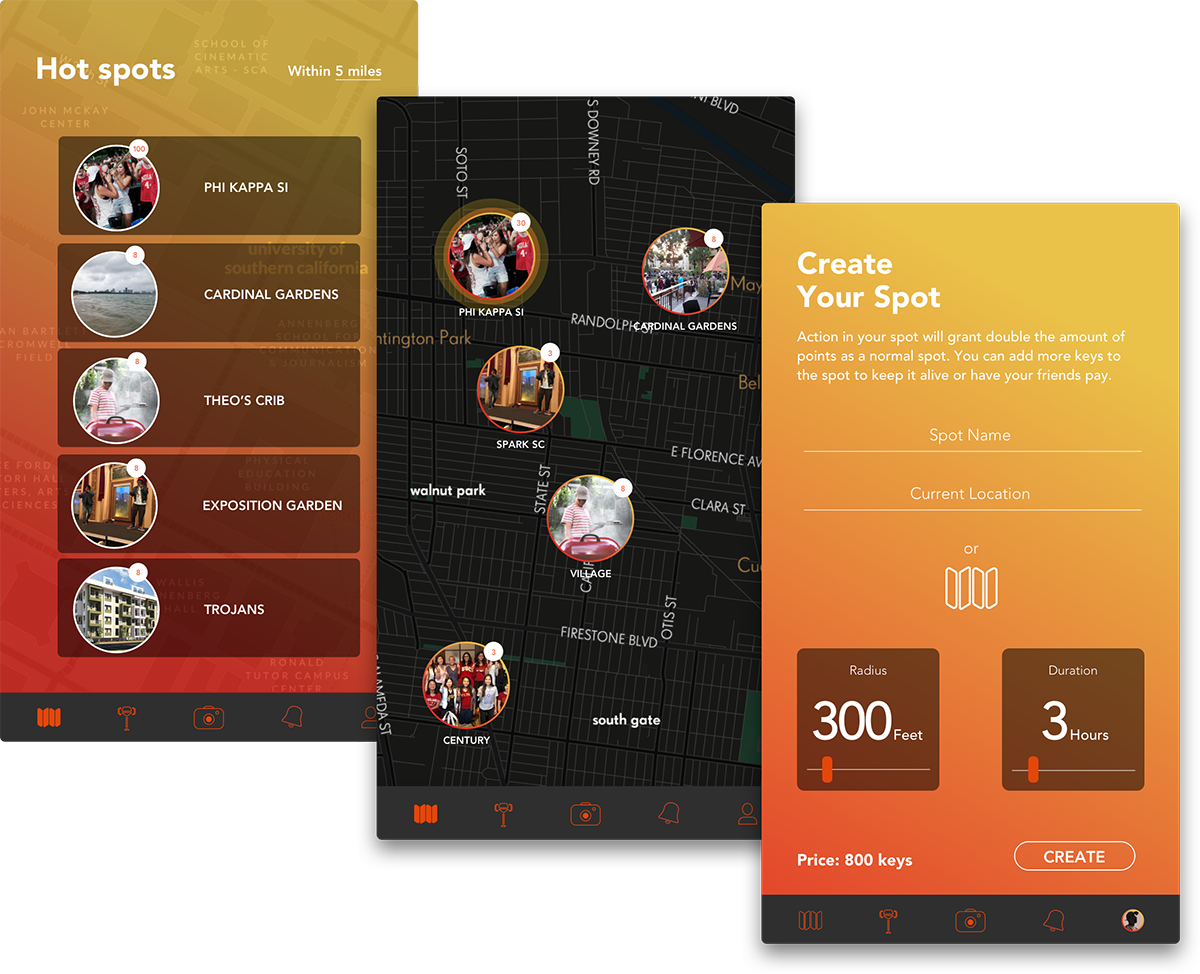 SCHOOL OF
CINEMATIC
ARTS - SCA
Hot spots
Within 5 miles
JOHN MCKAY
CENTER
100
PHI KAPPA SI
university of
southern california
8
CARDINAL GARDENS
CROMWELL
FIELD
ANNENBERG
SCHOOL FOR
COMMUNICATION
& JOURNALISM
8
THEO'S CRIB
PHYSICAL
EDUCATION
BUILDING
8
EXPOSITION GARDEN
8
TROJANS
RONALD
TUTOR CAMPUS
CENTER
S DOWNEY RD
SOTO ST
30
PHI KAPPA SI
8
CARDINAL GARDENS
RANDOLPH ST
ntington Park
May
Bel
3
SPARK SC
E FLORENCE AV
walnut park
STATE ST
8
CLARA ST
VILLAGE
Cu
OTIS ST
FIRESTONE BLVD
3
CENTURY
south gate
ALAMEDA ST
Create
Your Spot
Action in your spot will grant double the amount of
points as a normal spot. You can add more keys to
the spot to keep it alive or have your friends pay.
Spot Name
Current Location
or
Radius
300 Feet
Duration
3 Hours
Price: 800 keys
CREATE